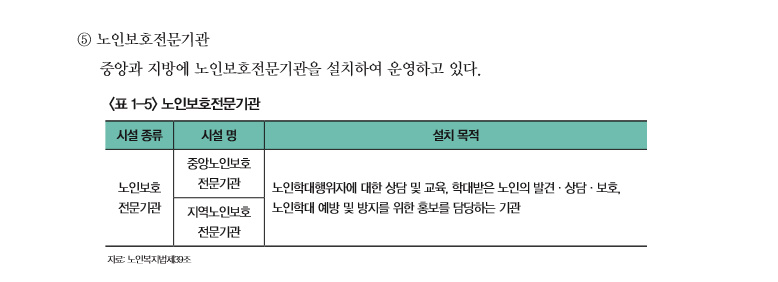 ⑤ 노인보호전문기관
중앙과 지방에 노인보호전문기관을 설치하여 운영하고 있다.
<표 1-5> 노인보호전문기관
시설 종류 시설 명 설치 목적
노인보호
전문기관
중앙노인보호
전문기관
지역노인보호
전문기관
노인학대행위자에 대한 상담 및 교육, 학대받은 노인의 발견·상담·보호,
노인학대 예방 및 방지를 위한 홍보를 담당하는 기관
자료: 노인복지법제39조